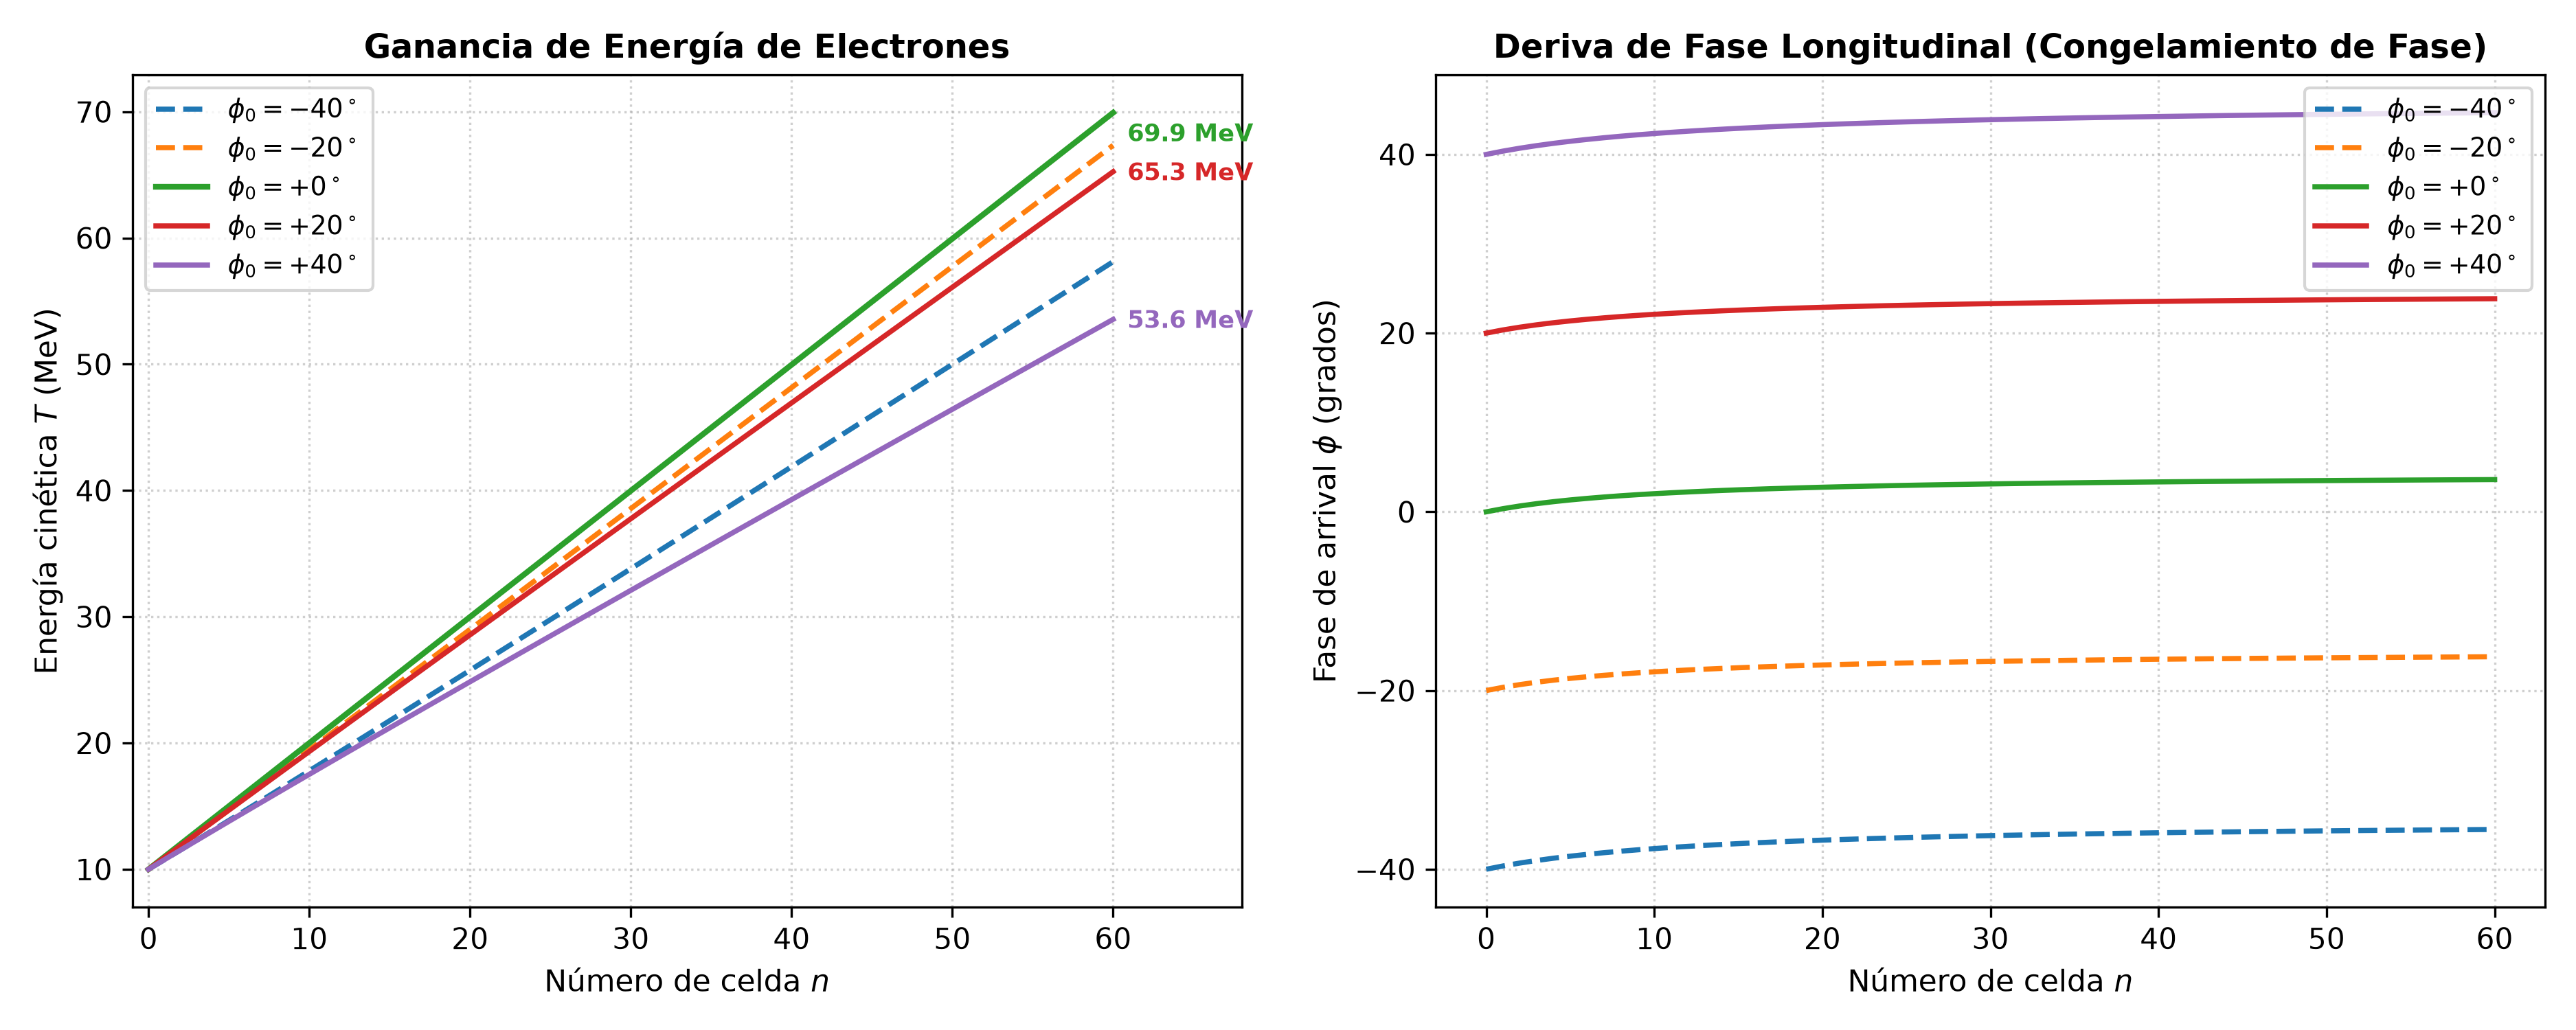 Ganancia de Energía de Electrones
ϕ₀ = −40°
ϕ₀ = −20°
ϕ₀ = +0°
ϕ₀ = +20°
ϕ₀ = +40°
69.9 MeV
65.3 MeV
53.6 MeV
70
60
50
40
30
20
10
Energía cinética T (MeV)
0 10 20 30 40 50 60
Número de celda n
Deriva de Fase Longitudinal (Congelamiento de Fase)
ϕ₀ = −40°
ϕ₀ = −20°
ϕ₀ = +0°
ϕ₀ = +20°
ϕ₀ = +40°
40
20
0
−20
−40
Fase de arrival ϕ (grados)
0 10 20 30 40 50 60
Número de celda n